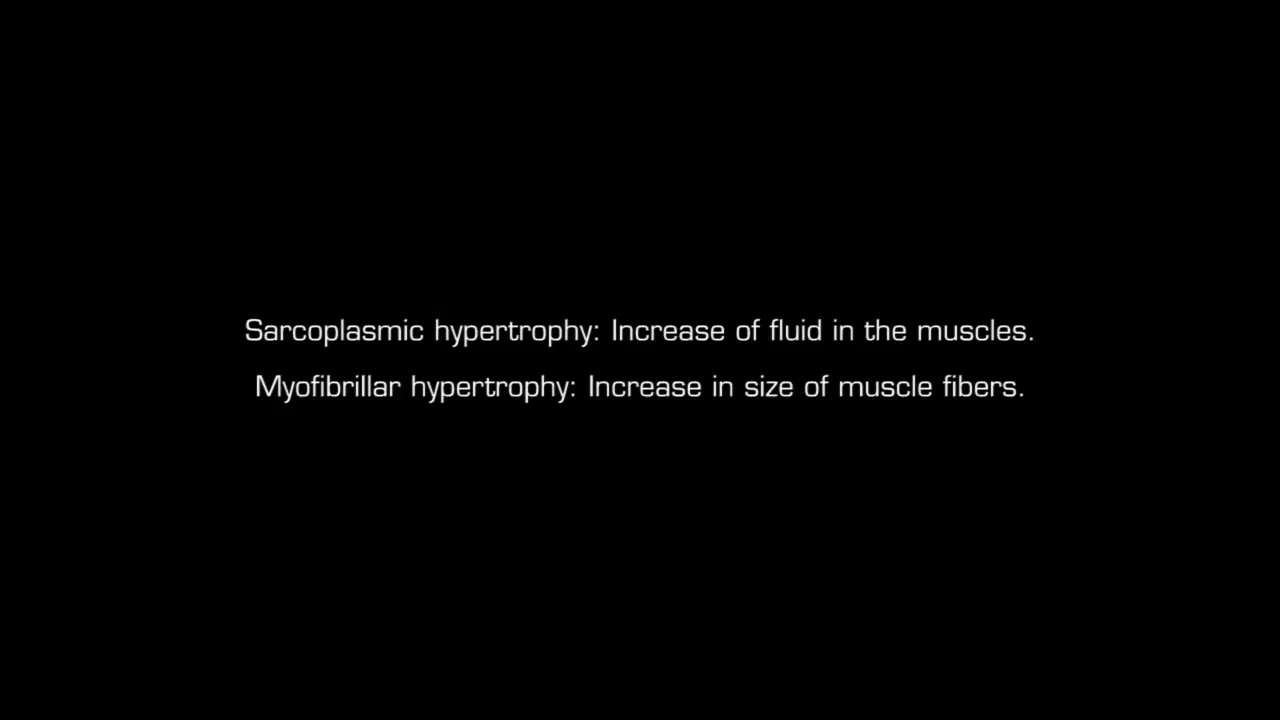 Sarcoplasmic hypertrophy: Increase of fluid in the muscles.
Myofibrillar hypertrophy: Increase in size of muscle fibers.